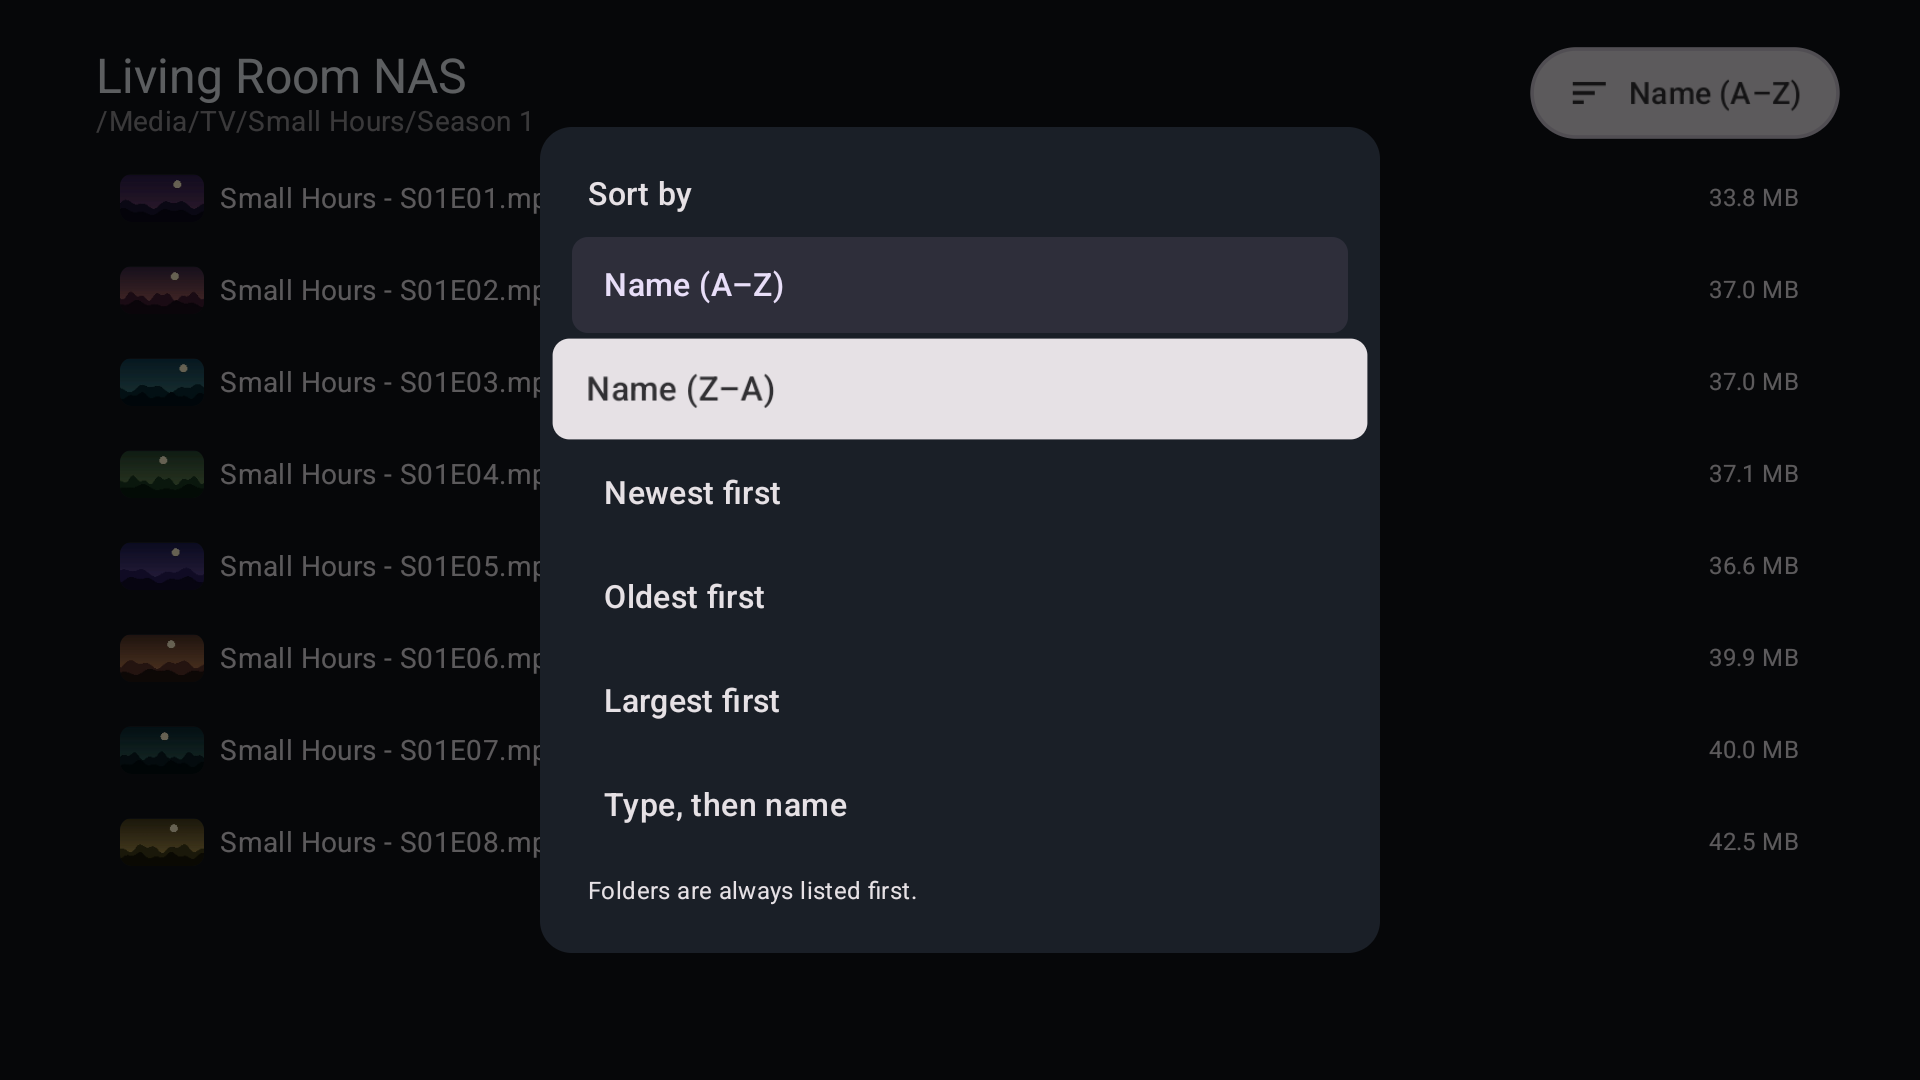 Living Room NAS
/Media/TV/Small Hours/Season 1
Name (A–Z)
Small Hours - S01E01.mp
33.8 MB
Small Hours - S01E02.mp
37.0 MB
Small Hours - S01E03.mp
37.0 MB
Small Hours - S01E04.mp
37.1 MB
Small Hours - S01E05.mp
36.6 MB
Small Hours - S01E06.mp
39.9 MB
Small Hours - S01E07.mp
40.0 MB
Small Hours - S01E08.mp
42.5 MB
Sort by
Name (A–Z)
Name (Z–A)
Newest first
Oldest first
Largest first
Type, then name
Folders are always listed first.